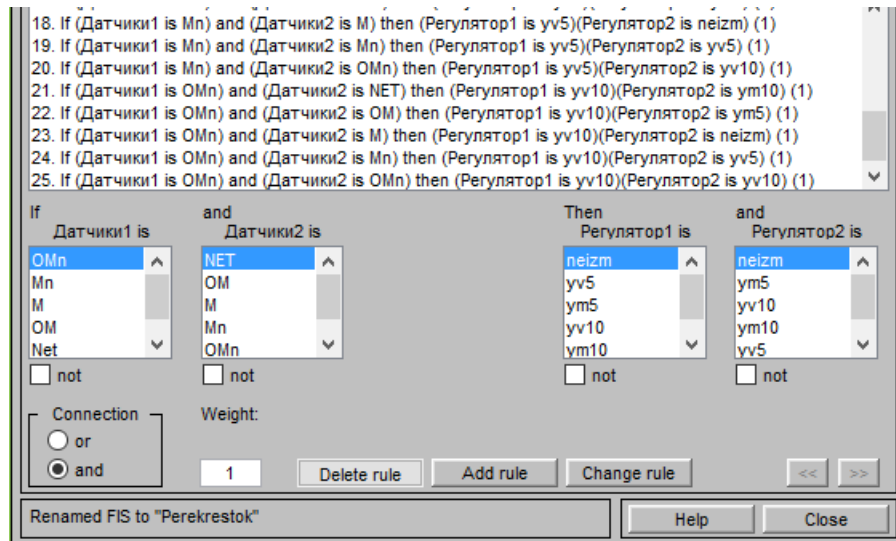 18. If (Датчики1 is Mn) and (Датчики2 is M) then (Регулятор1 is yv5)(Регулятор2 is neizm) (1)
19. If (Датчики1 is Mn) and (Датчики2 is Mn) then (Регулятор1 is yv5)(Регулятор2 is yv5) (1)
20. If (Датчики1 is Mn) and (Датчики2 is OMn) then (Регулятор1 is yv5)(Регулятор2 is yv10) (1)
21. If (Датчики1 is OMn) and (Датчики2 is NET) then (Регулятор1 is yv10)(Регулятор2 is ym10) (1)
22. If (Датчики1 is OMn) and (Датчики2 is OM) then (Регулятор1 is yv10)(Регулятор2 is ym5) (1)
23. If (Датчики1 is OMn) and (Датчики2 is M) then (Регулятор1 is yv10)(Регулятор2 is neizm) (1)
24. If (Датчики1 is OMn) and (Датчики2 is Mn) then (Регулятор1 is yv10)(Регулятор2 is yv5) (1)
25. If (Датчики1 is OMn) and (Датчики2 is OMn) then (Регулятор1 is yv10)(Регулятор2 is yv10) (1)
If and Then and
Датчики1 is Датчики2 is Регулятор1 is Регулятор2 is
OMn NET neizm neizm
Mn OM yv5 ym5
M M ym5 yv10
OM Mn yv10 ym10
Net OMn ym10 yv5
not not not not
Connection Weight:
or
and 1 Delete rule Add rule Change rule << >>
Renamed FIS to "Perekrestok" Help Close